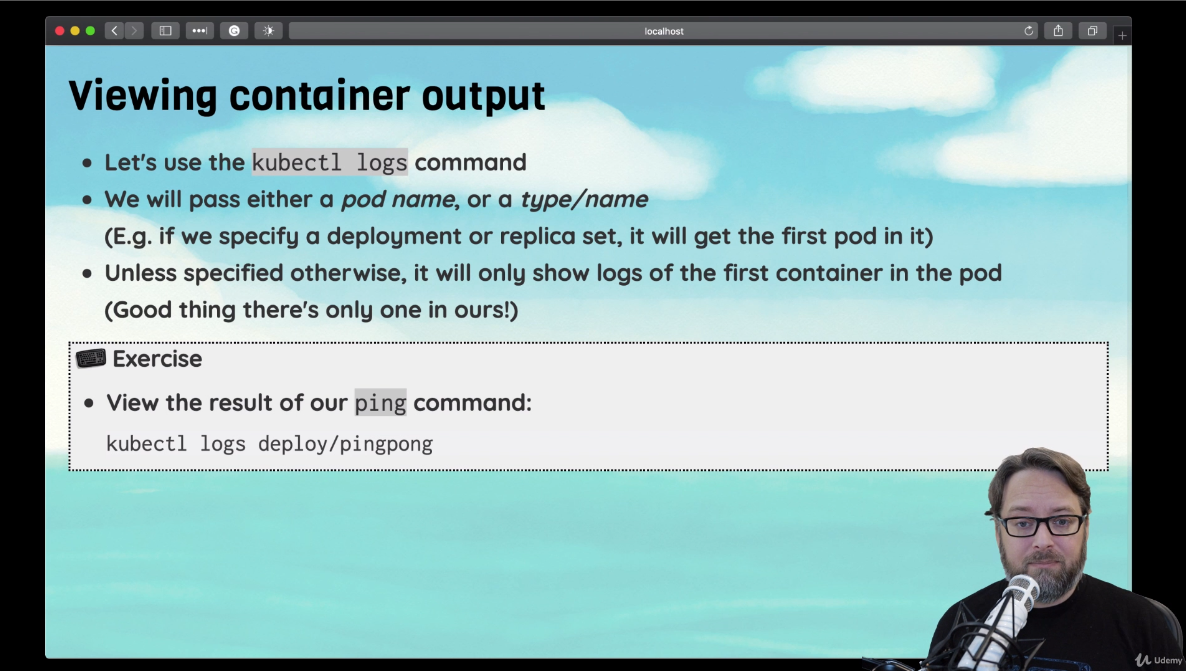 localhost
Viewing container output
• Let's use the kubectl logs command
• We will pass either a pod name, or a type/name
(E.g. if we specify a deployment or replica set, it will get the first pod in it)
• Unless specified otherwise, it will only show logs of the first container in the pod
(Good thing there's only one in ours!)
Exercise
• View the result of our ping command:
kubectl logs deploy/pingpong
Udemy